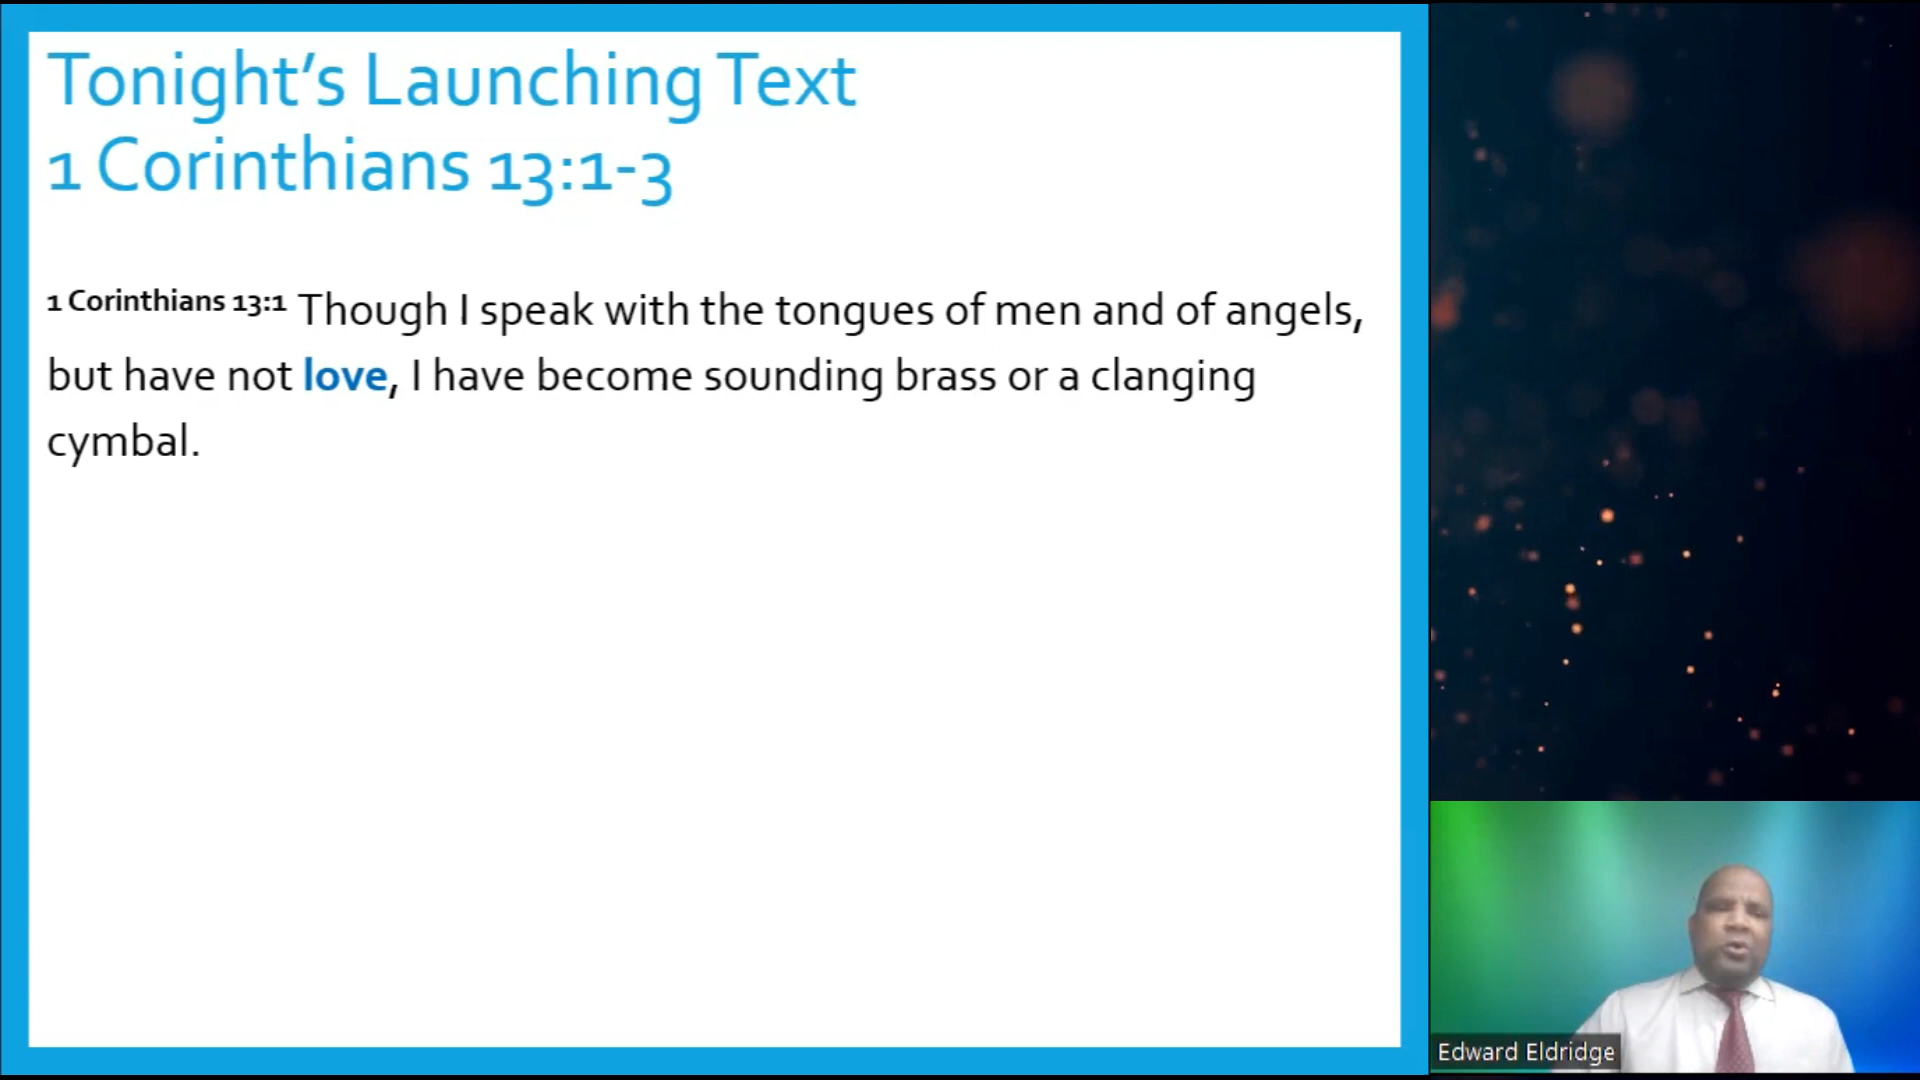 Tonight’s Launching Text
1 Corinthians 13:1-3
1 Corinthians 13:1 Though I speak with the tongues of men and of angels,
but have not love, I have become sounding brass or a clanging
cymbal.
Edward Eldridge